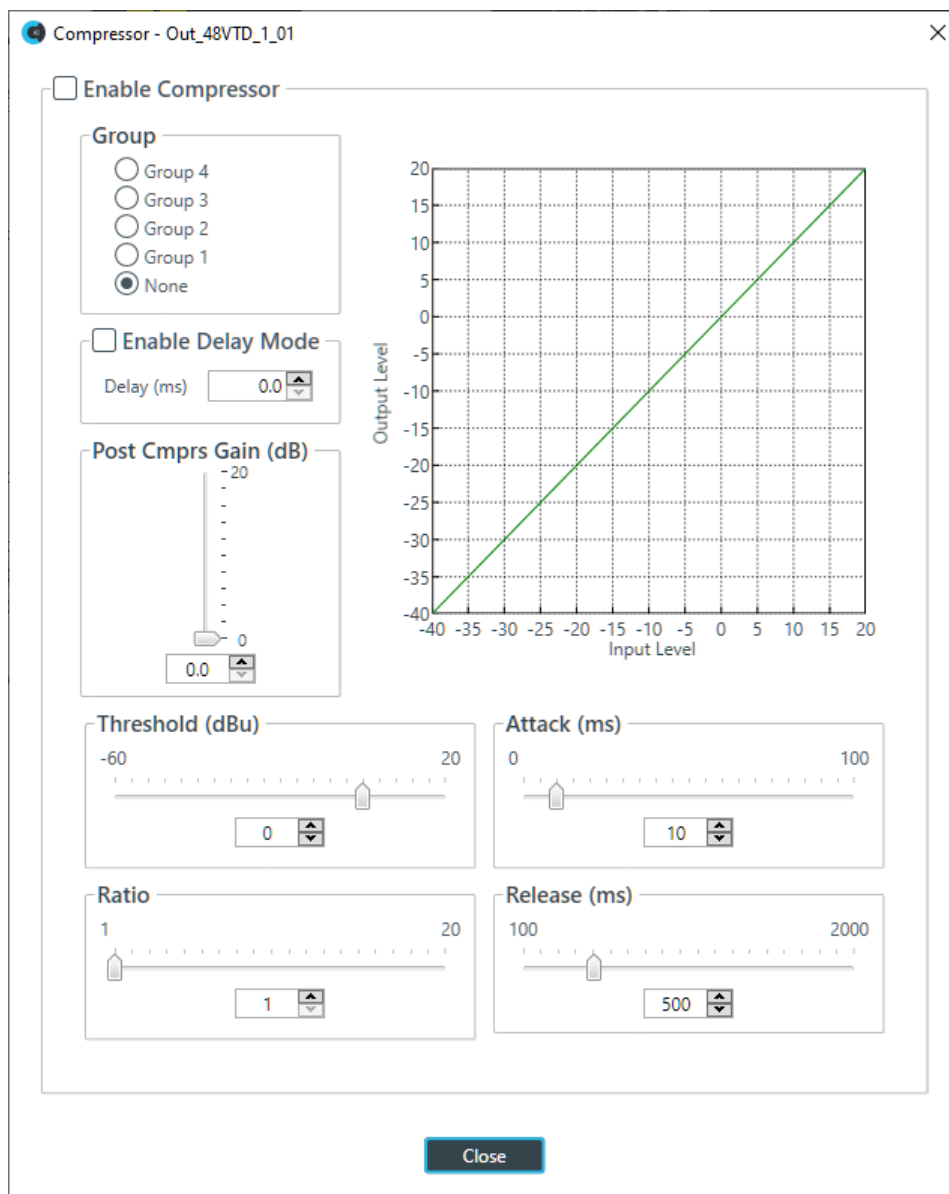 Compressor - Out_48VTD_1_01
Enable Compressor
Group
Group 4
Group 3
Group 2
Group 1
None
Enable Delay Mode
Delay (ms) 0.0
Post Cmprs Gain (dB)
20
0
0.0
20
15
10
5
0
-5
-10
-15
-20
-25
-30
-35
-40
Output Level
-40 -35 -30 -25 -20 -15 -10 -5 0 5 10 15 20
Input Level
Threshold (dBu)
-60 20
0
Attack (ms)
0 100
10
Ratio
1 20
1
Release (ms)
100 2000
500
Close